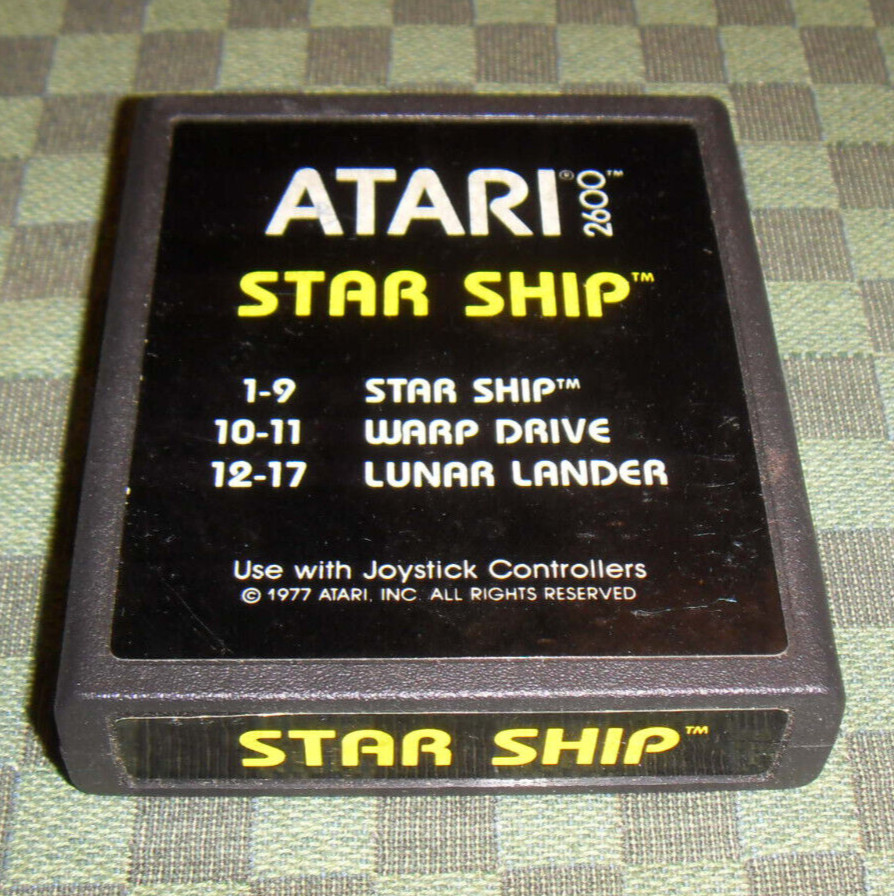 ATARI® 2600™
STAR SHIP™
1-9 STAR SHIP™
10-11 WARP DRIVE
12-17 LUNAR LANDER
Use with Joystick Controllers
© 1977 ATARI, INC. ALL RIGHTS RESERVED
STAR SHIP™